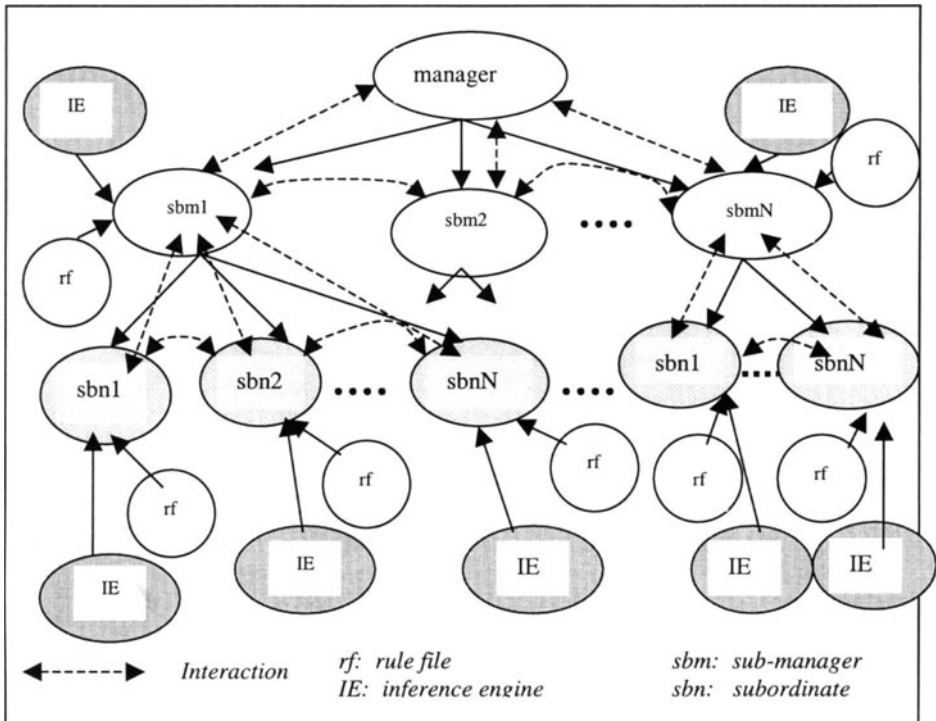 manager
IE
IE
rf
sbm1
sbm2
sbmN
rf
sbn1
sbn2
sbnN
sbn1
sbnN
rf
rf
rf
rf
rf
IE
IE
IE
IE
IE
Interaction
rf: rule file
sbm: sub-manager
IE: inference engine
sbn: subordinate